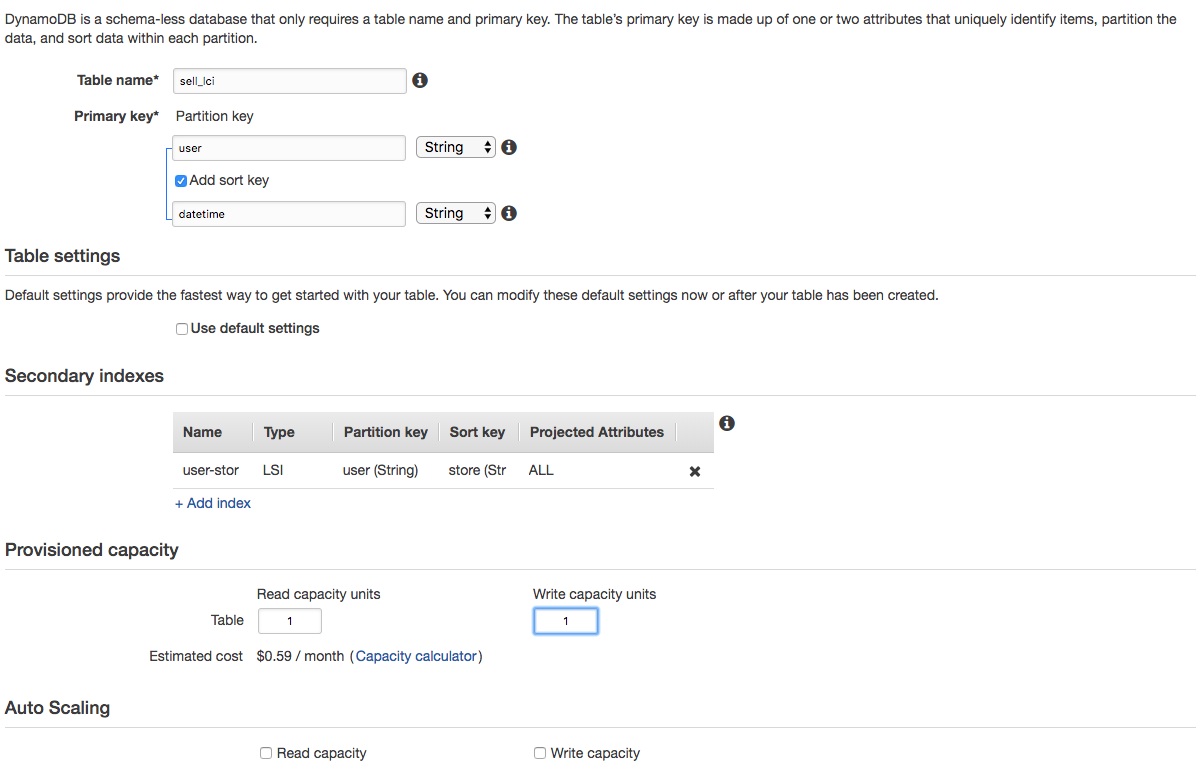 DynamoDB is a schema-less database that only requires a table name and primary key. The table's primary key is made up of one or two attributes that uniquely identify items, partition the
data, and sort data within each partition.
Table name* sell_lci
Primary key* Partition key
user String
Add sort key
datetime String
Table settings
Default settings provide the fastest way to get started with your table. You can modify these default settings now or after your table has been created.
Use default settings
Secondary indexes
Name Type Partition key Sort key Projected Attributes
user-stor LSI user (String) store (Str ALL
+ Add index
Provisioned capacity
Read capacity units Write capacity units
Table 1 1
Estimated cost $0.59 / month (Capacity calculator)
Auto Scaling
Read capacity Write capacity